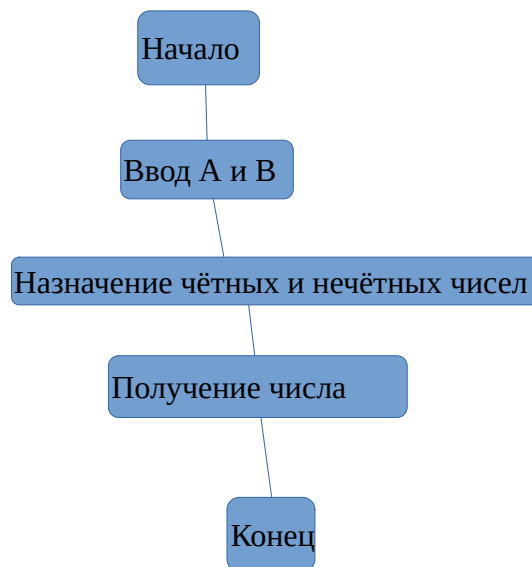 Начало
Ввод А и В
Назначение чётных и нечётных чисел
Получение числа
Конец